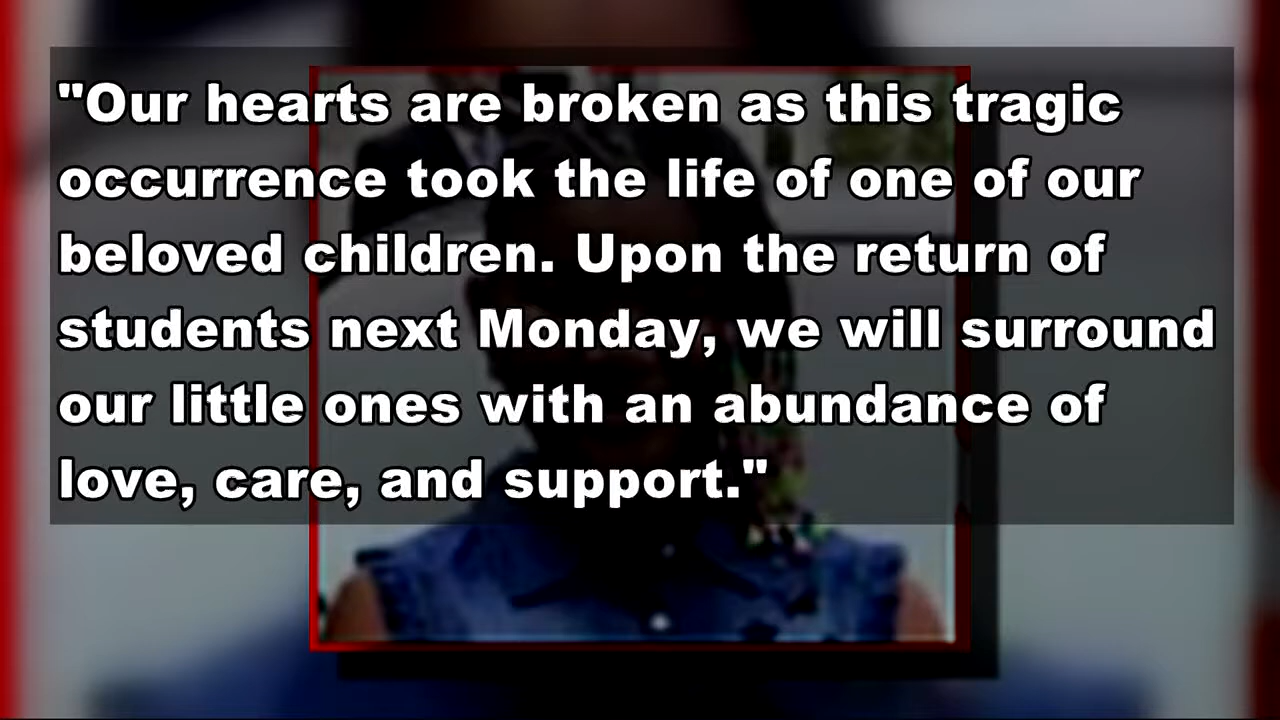 "Our hearts are broken as this tragic
occurrence took the life of one of our
beloved children. Upon the return of
students next Monday, we will surround
our little ones with an abundance of
love, care, and support."